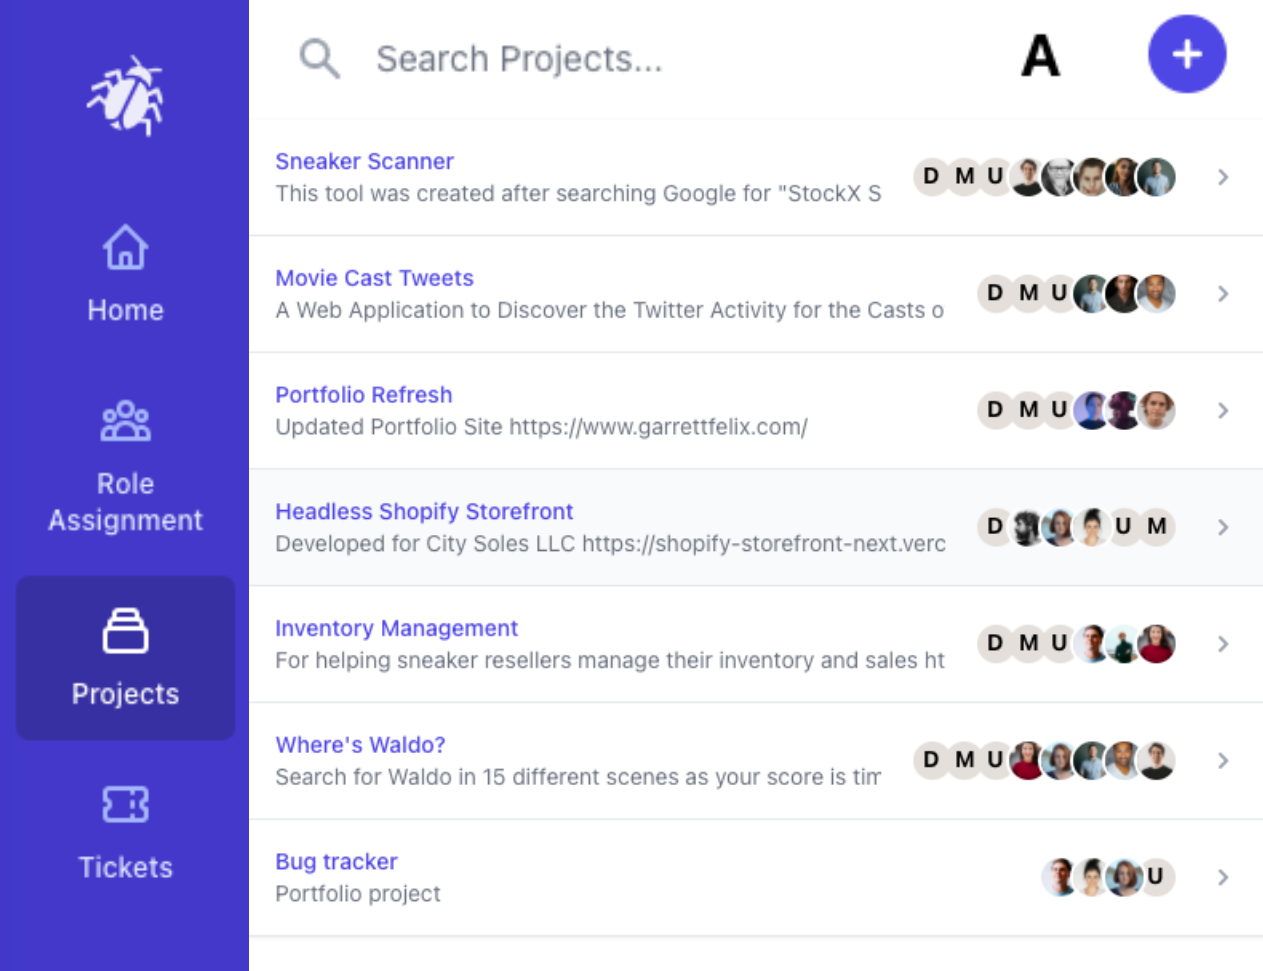 Search Projects...
A
+
Home
Role
Assignment
Projects
Tickets
Sneaker Scanner
This tool was created after searching Google for "StockX S
D M U
Movie Cast Tweets
A Web Application to Discover the Twitter Activity for the Casts o
D M U
Portfolio Refresh
Updated Portfolio Site https://www.garrettfelix.com/
D M U
Headless Shopify Storefront
Developed for City Soles LLC https://shopify-storefront-next.verc
D U M
Inventory Management
For helping sneaker resellers manage their inventory and sales ht
D M U
Where's Waldo?
Search for Waldo in 15 different scenes as your score is tim
D M U
Bug tracker
Portfolio project
U